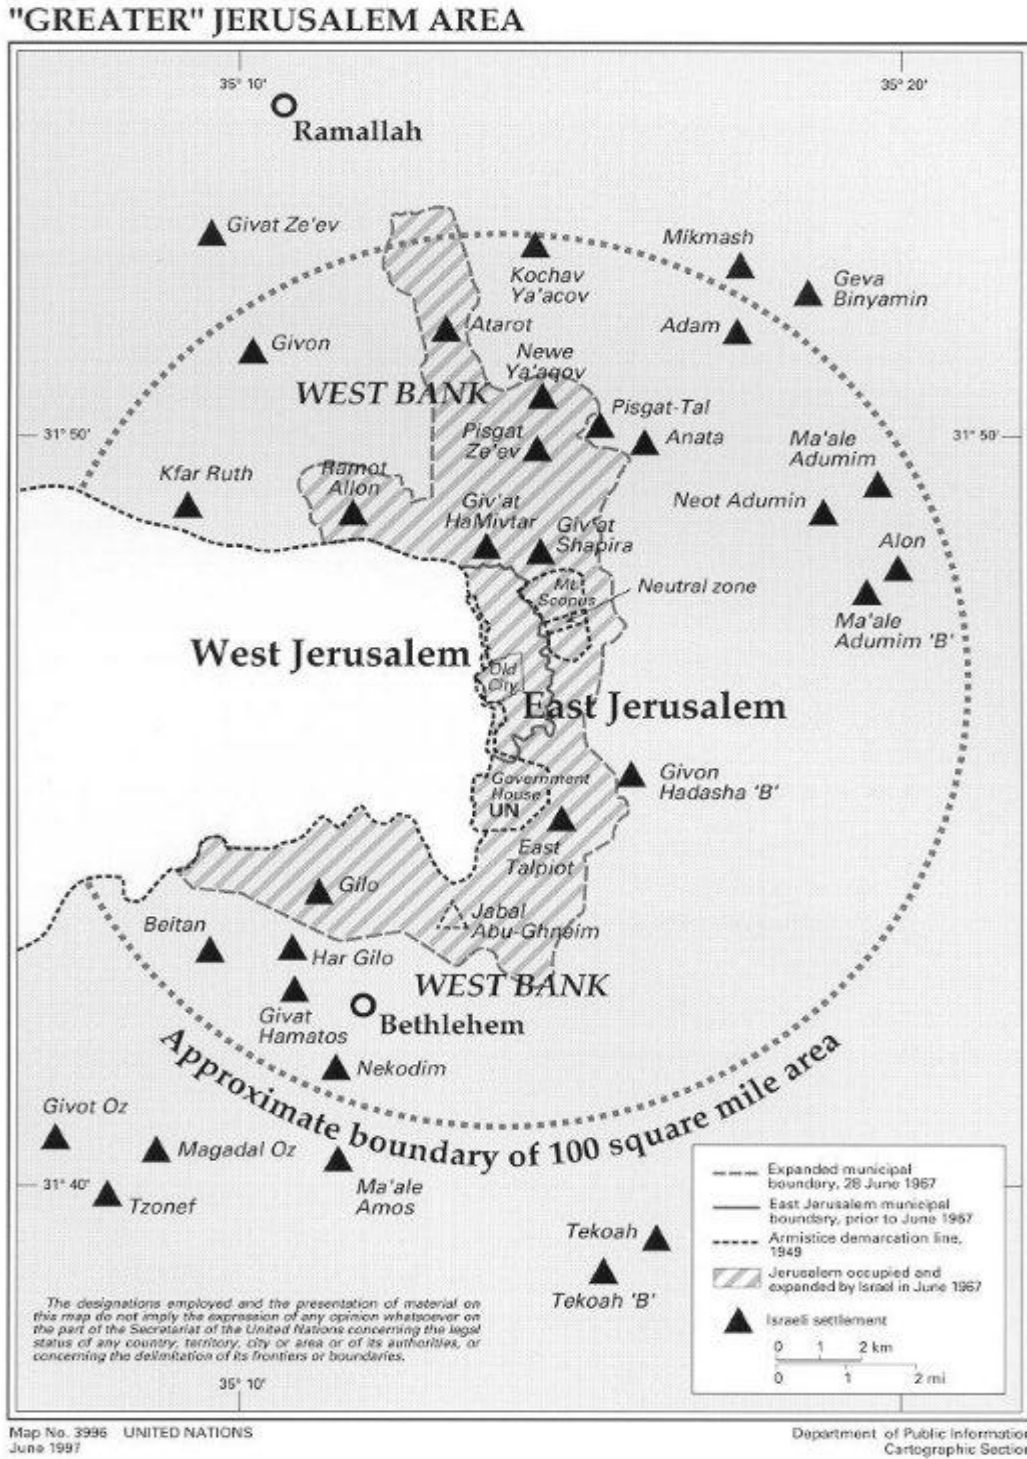 "GREATER" JERUSALEM AREA
35° 10'
35° 20'
Ramallah
Givat Ze'ev
Mikmash
Kochav
Ya'acov
Geva
Binyamin
Atarot
Adam
Givon
Newe
Ya'aqov
WEST BANK
Pisgat-Tal
31° 50'
Pisgat
Ze'ev
Anata
Ma'ale
Adumim
31° 50'
Kfar Ruth
Ramot
Allon
Giv'at
HaMivtar
Neot Adumin
Giv'at
Shapira
Alon
Mt.
Scopus
Neutral zone
Ma'ale
Adumim 'B'
West Jerusalem
Old
City
East Jerusalem
Government
House
UN
Givon
Hadasha 'B'
East
Talpiot
Gilo
Jabal
Abu-Ghneim
Beitan
Har Gilo
WEST BANK
Givat
Hamatos
Bethlehem
Nekodim
Approximate boundary of 100 square mile area
Givot Oz
Magadal Oz
Ma'ale
Amos
31° 40'
Tzonef
Tekoah
Tekoah 'B'
Expanded municipal
boundary, 28 June 1967
East Jerusalem municipal
boundary, prior to June 1967
Armistice demarcation line,
1949
Jerusalem occupied and
expanded by Israel in June 1967
Israeli settlement
0 1 2 km
0 1 2 mi
The designations employed and the presentation of material on
this map do not imply the expression of any opinion whatsoever on
the part of the Secretariat of the United Nations concerning the legal
status of any country, territory, city or area or of its authorities, or
concerning the delimitation of its frontiers or boundaries.
35° 10'
Map No. 3996 UNITED NATIONS
June 1997
Department of Public Information
Cartographic Section